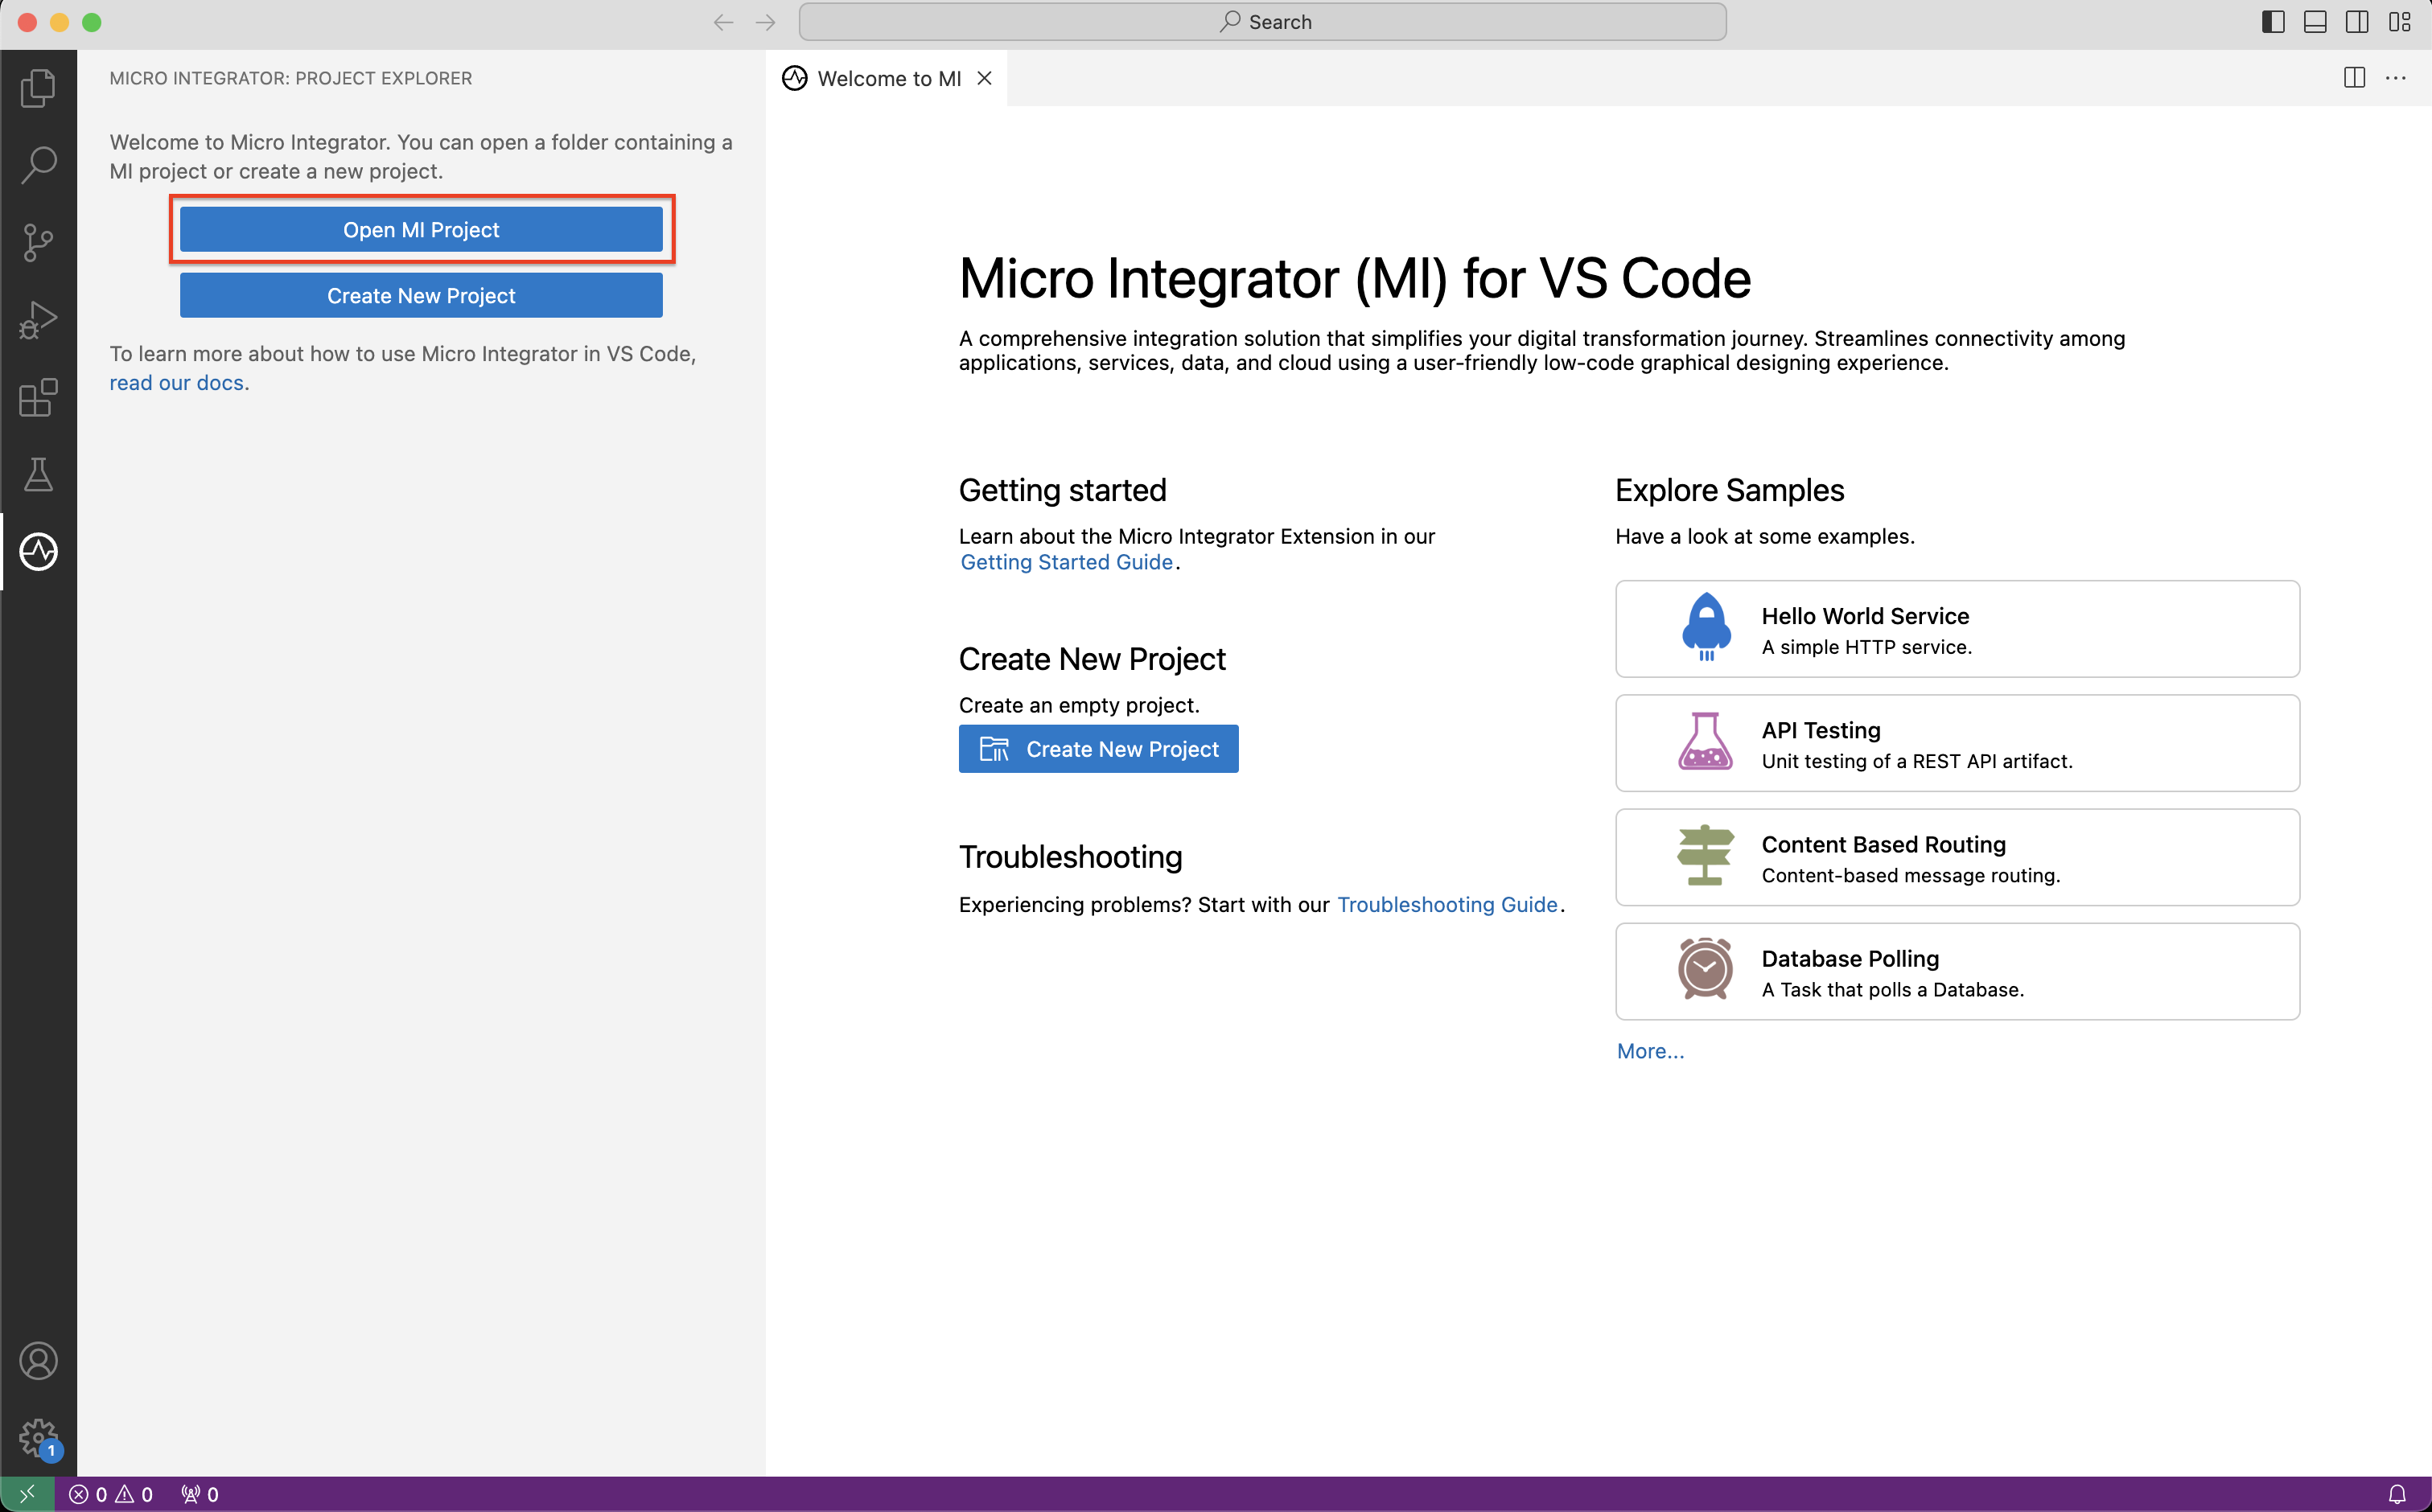 Search
MICRO INTEGRATOR: PROJECT EXPLORER
Welcome to MI
Welcome to Micro Integrator. You can open a folder containing a
MI project or create a new project.
Open MI Project
Create New Project
To learn more about how to use Micro Integrator in VS Code,
read our docs.
Micro Integrator (MI) for VS Code
A comprehensive integration solution that simplifies your digital transformation journey. Streamlines connectivity among
applications, services, data, and cloud using a user-friendly low-code graphical designing experience.
Getting started
Learn about the Micro Integrator Extension in our
Getting Started Guide.
Create New Project
Create an empty project.
Create New Project
Troubleshooting
Experiencing problems? Start with our Troubleshooting Guide.
Explore Samples
Have a look at some examples.
Hello World Service
A simple HTTP service.
API Testing
Unit testing of a REST API artifact.
Content Based Routing
Content-based message routing.
Database Polling
A Task that polls a Database.
More...
1
0 0 0